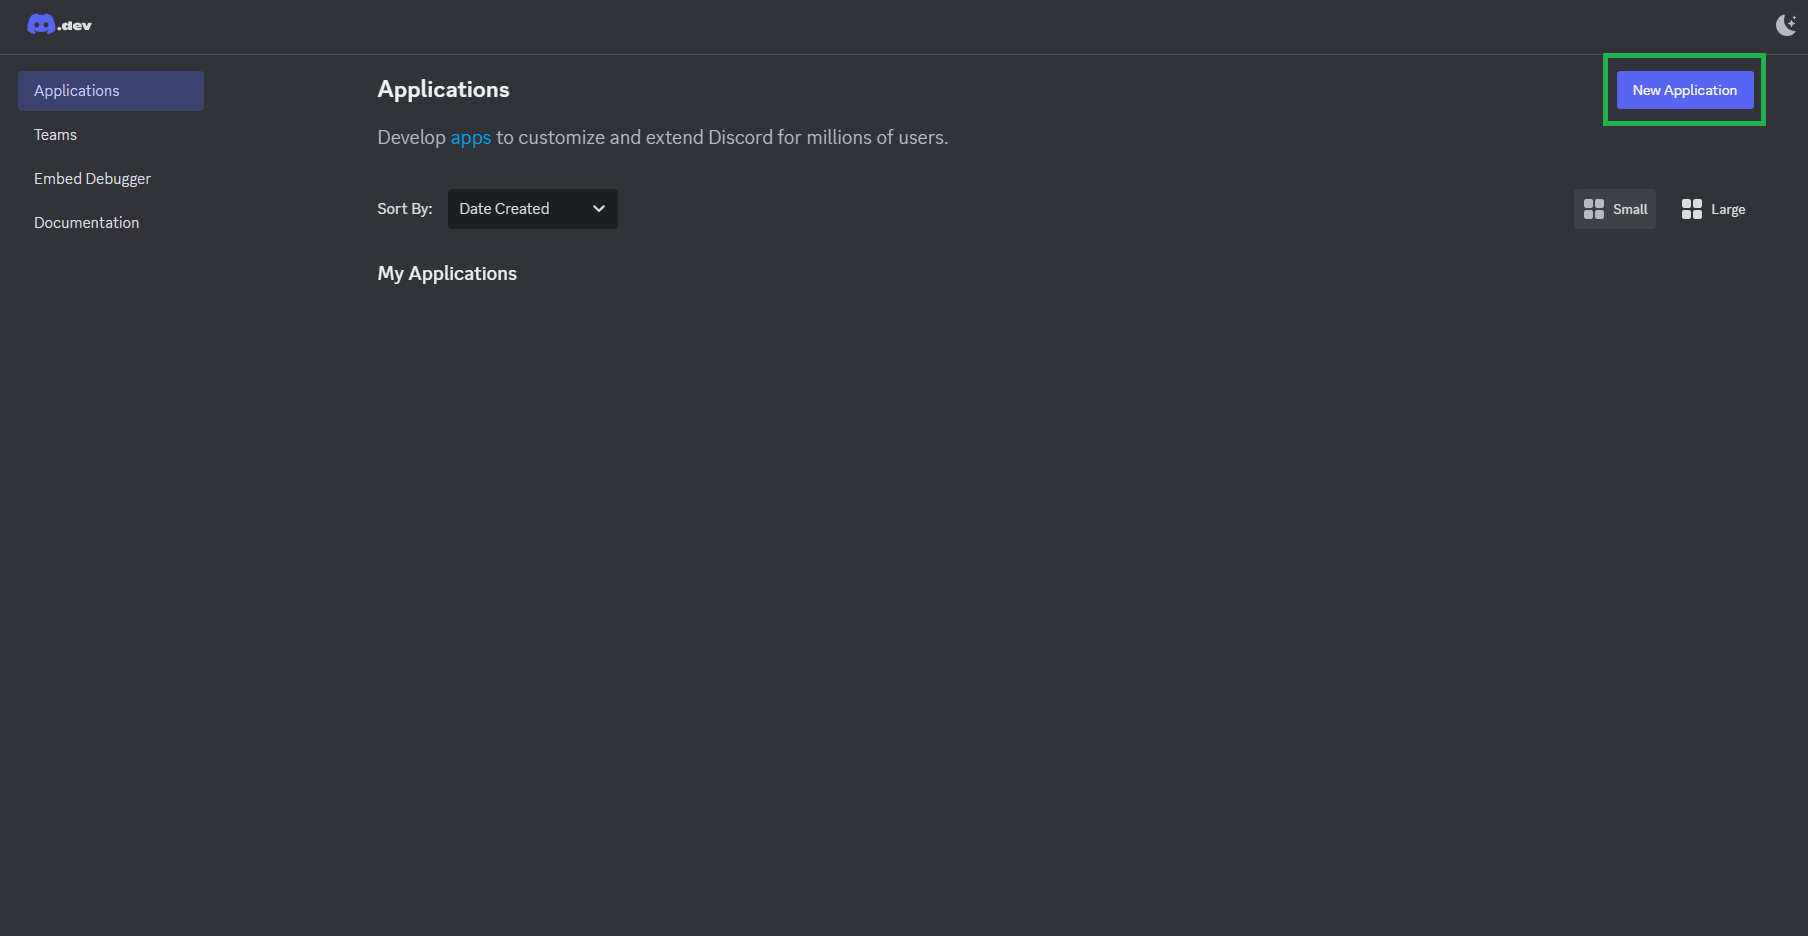 .dev
Applications
Teams
Embed Debugger
Documentation
Applications
New Application
Develop apps to customize and extend Discord for millions of users.
Sort By: Date Created
Small Large
My Applications